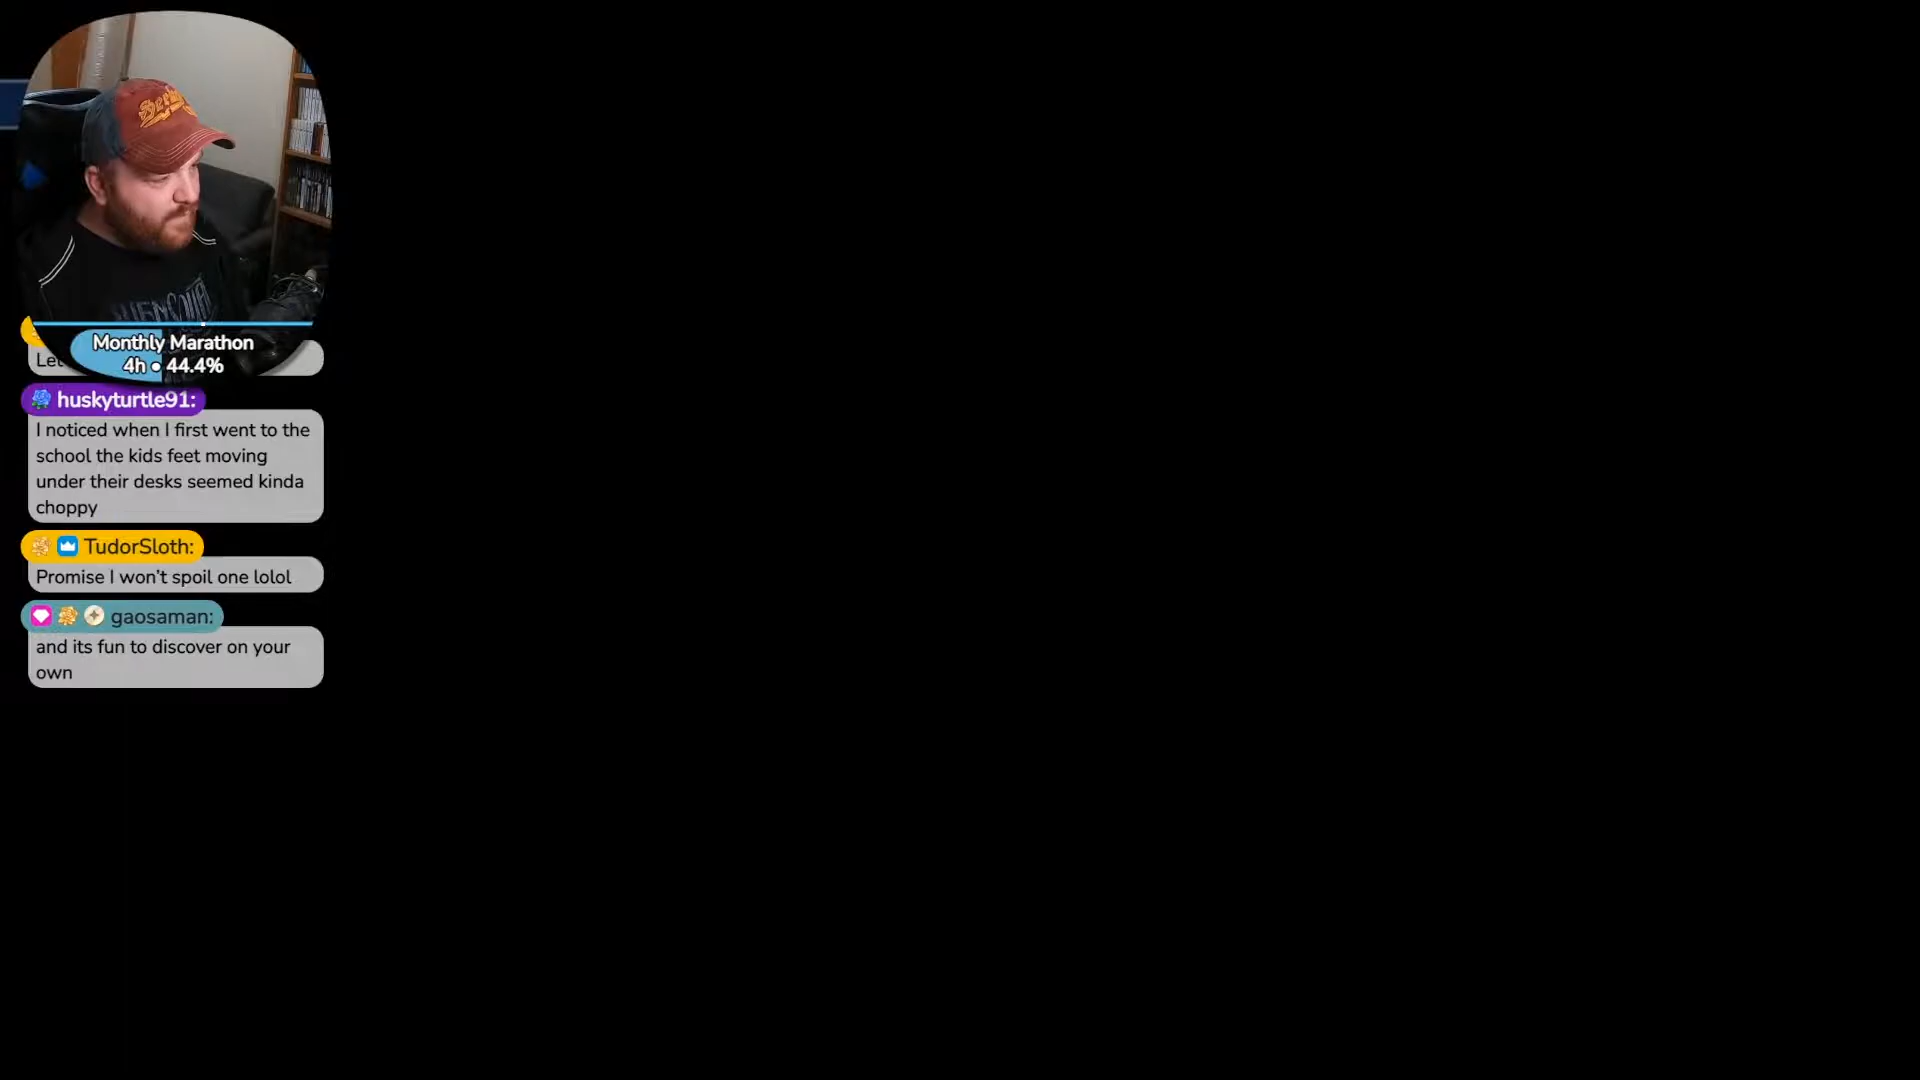 Monthly Marathon
4h • 44.4%
Let
huskyturtle91:
I noticed when I first went to the
school the kids feet moving
under their desks seemed kinda
choppy
TudorSloth:
Promise I won't spoil one lolol
gaosaman:
and its fun to discover on your
own